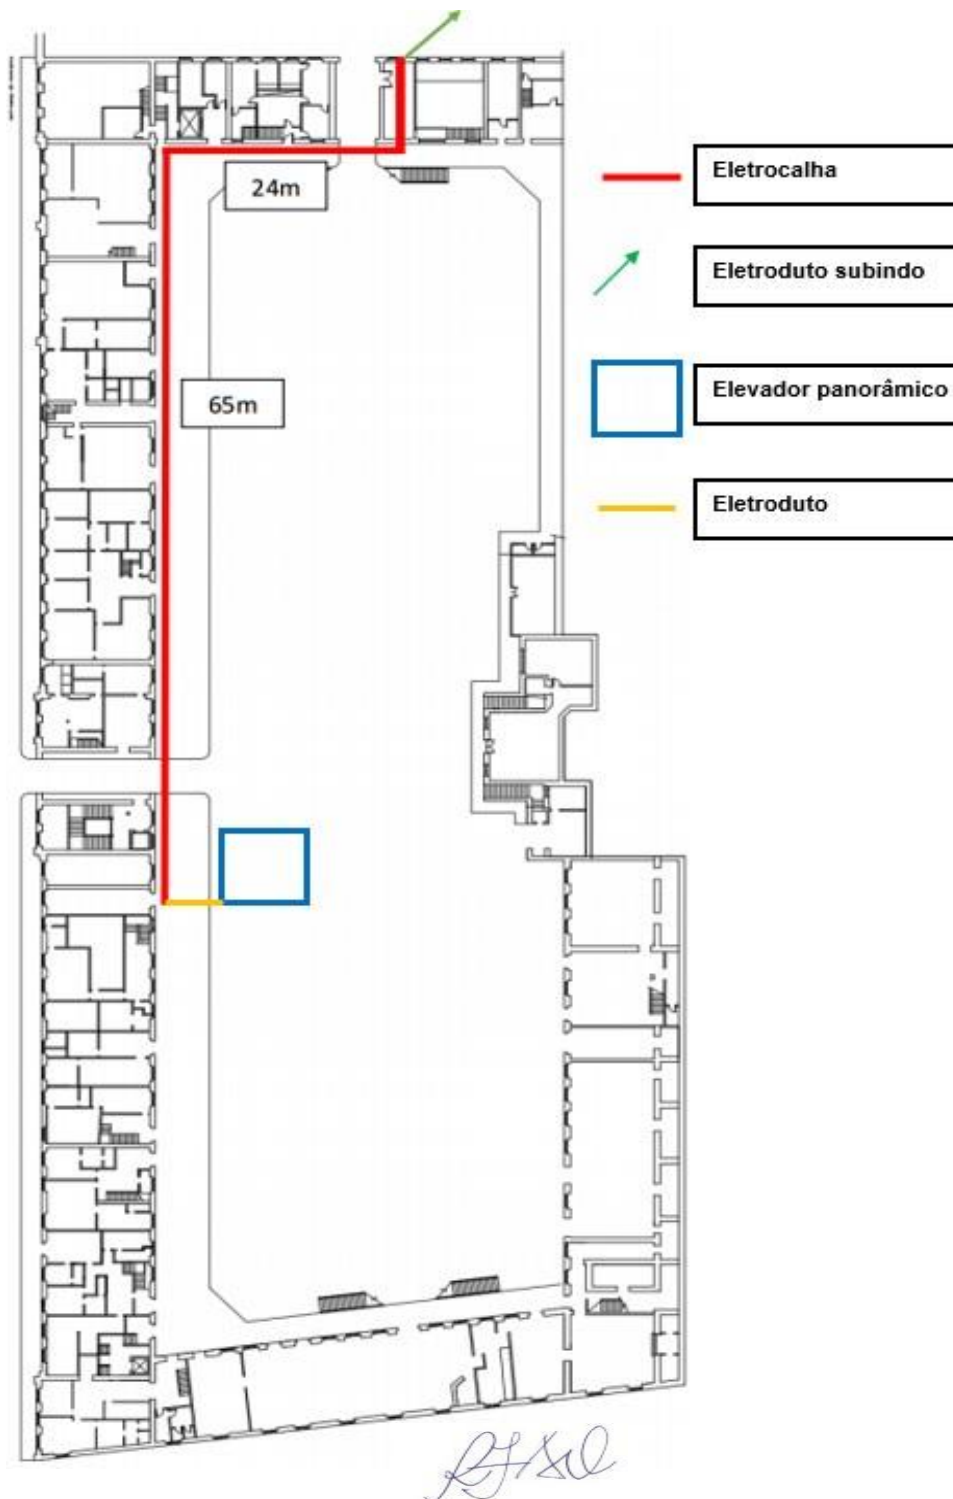 24m
Eletrocalha
Eletroduto subindo
65m
Elevador panorâmico
Eletroduto